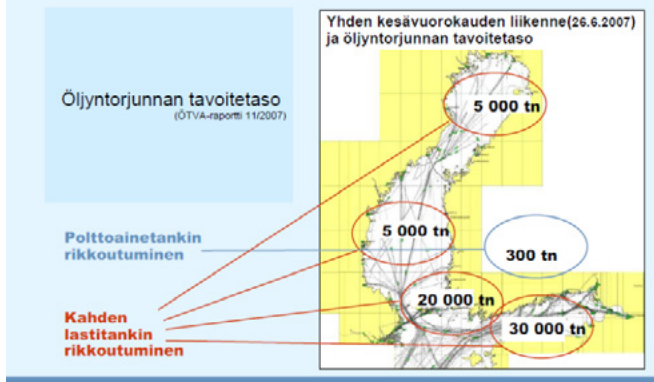 Yhden kesävuorokauden liikenne(26.6.2007)
ja öljyntorjunnan tavoitetaso
Öljyntorjunnan tavoitetaso
(ÖTVA-raportti 11/2007)
5 000 tn
5 000 tn
Polttoainetankin
rikkoutuminen
300 tn
20 000 tn
Kahden
lastitankin
rikkoutuminen
30 000 tn